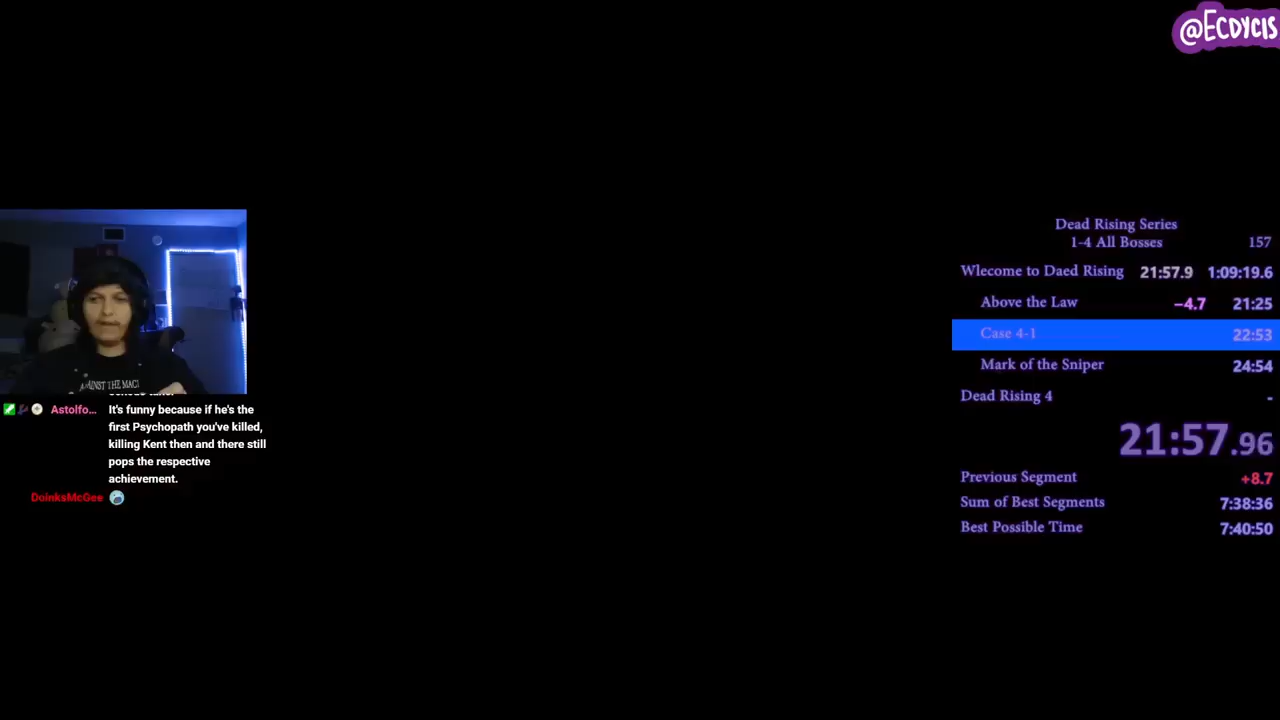 @ECDYCIS
Dead Rising Series
1-4 All Bosses 157
Wlecome to Daed Rising 21:57.9 1:09:19.6
Above the Law −4.7 21:25
Case 4-1 22:53
Mark of the Sniper 24:54
Dead Rising 4 -
21:57.96
Previous Segment +8.7
Sum of Best Segments 7:38:36
Best Possible Time 7:40:50
AGAINST THE MAC
Astolfo... It's funny because if he's the
first Psychopath you've killed,
killing Kent then and there still
pops the respective
achievement.
DoinksMcGee